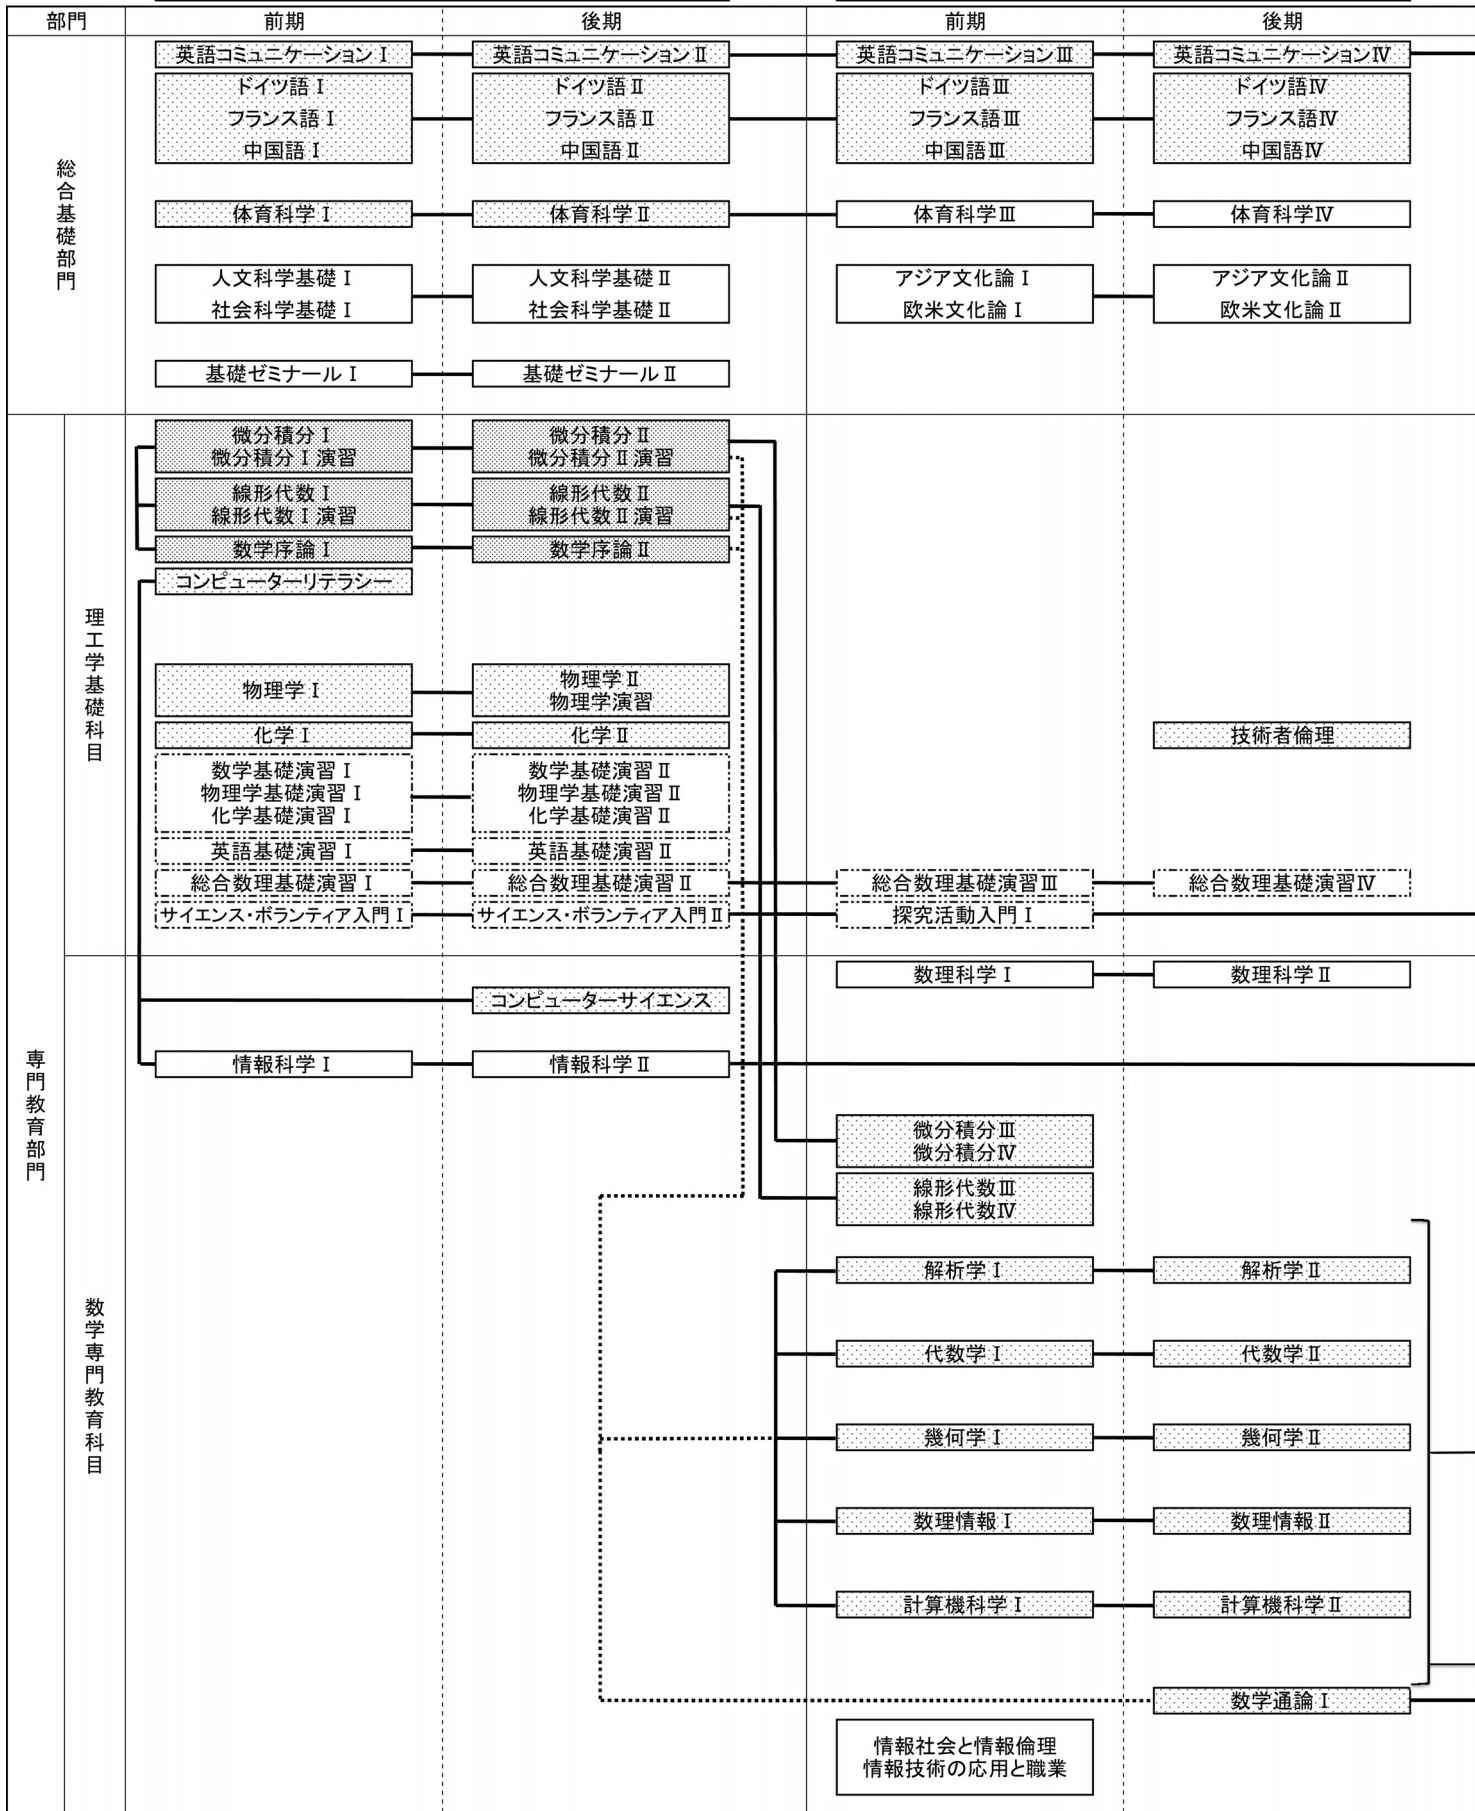 部門
前期
後期
前期
後期
総合基礎部門
英語コミュニケーションⅠ
英語コミュニケーションⅡ
英語コミュニケーションⅢ
英語コミュニケーションⅣ
ドイツ語Ⅰ
フランス語Ⅰ
中国語Ⅰ
ドイツ語Ⅱ
フランス語Ⅱ
中国語Ⅱ
ドイツ語Ⅲ
フランス語Ⅲ
中国語Ⅲ
ドイツ語Ⅳ
フランス語Ⅳ
中国語Ⅳ
体育科学Ⅰ
体育科学Ⅱ
体育科学Ⅲ
体育科学Ⅳ
人文科学基礎Ⅰ
社会科学基礎Ⅰ
人文科学基礎Ⅱ
社会科学基礎Ⅱ
アジア文化論Ⅰ
欧米文化論Ⅰ
アジア文化論Ⅱ
欧米文化論Ⅱ
基礎ゼミナールⅠ
基礎ゼミナールⅡ
専門教育部門
理工学基礎科目
微分積分Ⅰ
微分積分Ⅰ演習
微分積分Ⅱ
微分積分Ⅱ演習
線形代数Ⅰ
線形代数Ⅰ演習
線形代数Ⅱ
線形代数Ⅱ演習
数学序論Ⅰ
数学序論Ⅱ
コンピューターリテラシー
物理学Ⅰ
物理学Ⅱ
物理学演習
化学Ⅰ
化学Ⅱ
技術者倫理
数学基礎演習Ⅰ
物理学基礎演習Ⅰ
化学基礎演習Ⅰ
数学基礎演習Ⅱ
物理学基礎演習Ⅱ
化学基礎演習Ⅱ
英語基礎演習Ⅰ
英語基礎演習Ⅱ
総合数理基礎演習Ⅰ
総合数理基礎演習Ⅱ
総合数理基礎演習Ⅲ
総合数理基礎演習Ⅳ
サイエンス・ボランティア入門Ⅰ
サイエンス・ボランティア入門Ⅱ
探究活動入門Ⅰ
数学専門教育科目
数理科学Ⅰ
数理科学Ⅱ
コンピューターサイエンス
情報科学Ⅰ
情報科学Ⅱ
微分積分Ⅲ
微分積分Ⅳ
線形代数Ⅲ
線形代数Ⅳ
解析学Ⅰ
解析学Ⅱ
代数学Ⅰ
代数学Ⅱ
幾何学Ⅰ
幾何学Ⅱ
数理情報Ⅰ
数理情報Ⅱ
計算機科学Ⅰ
計算機科学Ⅱ
数学通論Ⅰ
情報社会と情報倫理
情報技術の応用と職業